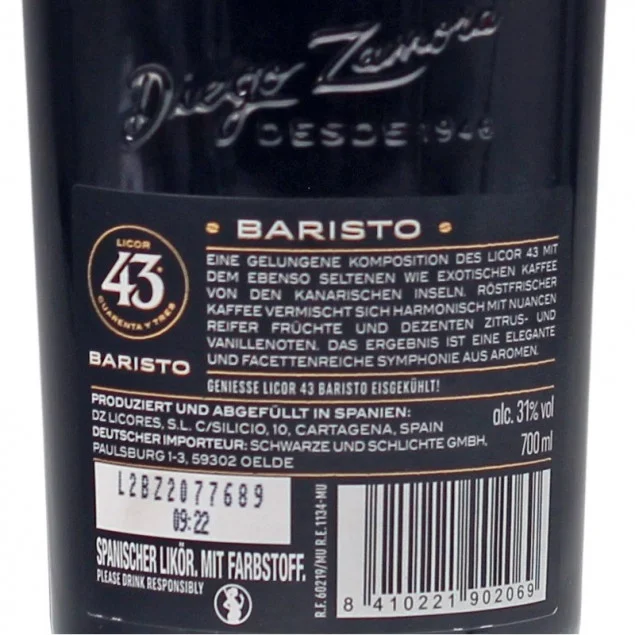 Diego Zamora
DESDE 1946
BARISTO
LICOR
43
CUARENTA Y TRES
BARISTO
EINE GELUNGENE KOMPOSITION DES LICOR 43 MIT
DEM EBENSO SELTENEN WIE EXOTISCHEN KAFFEE
VON DEN KANARISCHEN INSELN. RÖSTFRISCHER
KAFFEE VERMISCHT SICH HARMONISCH MIT NUANCEN
REIFER FRÜCHTE UND DEZENTEN ZITRUS- UND
VANILLENOTEN. DAS ERGEBNIS IST EINE ELEGANTE
UND FACETTENREICHE SYMPHONIE AUS AROMEN.
GENIESSE LICOR 43 BARISTO EISGEKÜHLT!
PRODUZIERT UND ABGEFÜLLT IN SPANIEN:
DZ LICORES, S.L. C/SILICIO, 10, CARTAGENA, SPAIN
DEUTSCHER IMPORTEUR: SCHWARZE UND SCHLICHTE GMBH,
PAULSBURG 1-3, 59302 OELDE
alc. 31% vol
700 ml
L2BZ2077689
09:22
SPANISCHER LIKÖR. MIT FARBSTOFF.
PLEASE DRINK RESPONSIBLY
R.F. 60219/MU R.E. 1134-MU
8 410221 902069